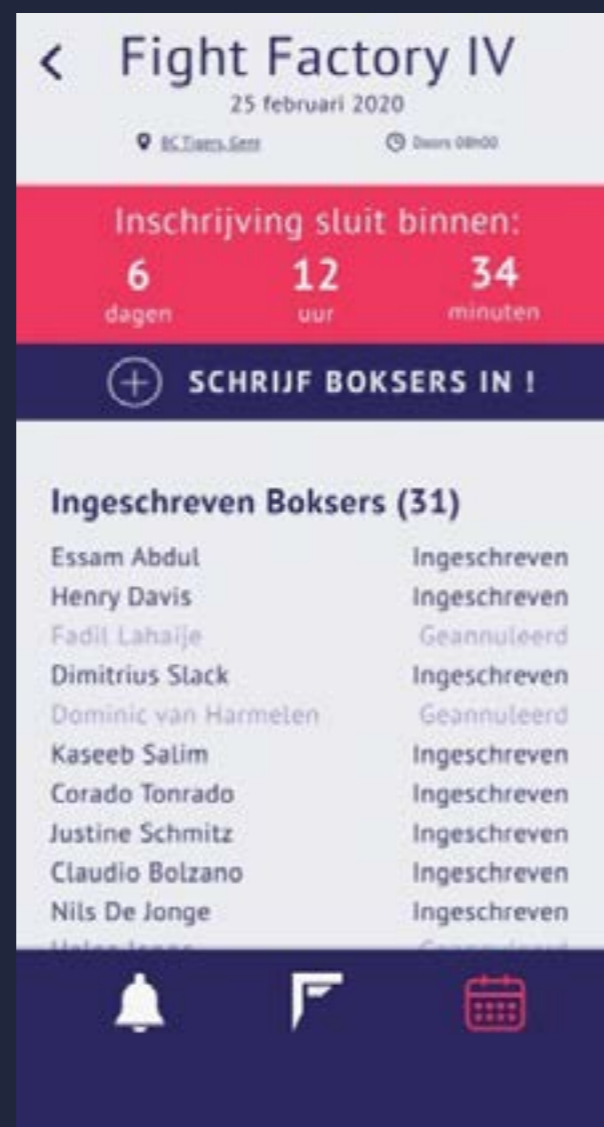 Fight Factory IV
25 februari 2020
BC Tigers, Gent Doors 08h00
Inschrijving sluit binnen:
6 12 34
dagen uur minuten
SCHRIJF BOKSERS IN !
Ingeschreven Boksers (31)
Essam Abdul Ingeschreven
Henry Davis Ingeschreven
Fadil Lahaije Geannuleerd
Dimitrius Slack Ingeschreven
Dominic van Harmelen Geannuleerd
Kaseeb Salim Ingeschreven
Corado Tonrado Ingeschreven
Justine Schmitz Ingeschreven
Claudio Bolzano Ingeschreven
Nils De Jonge Ingeschreven